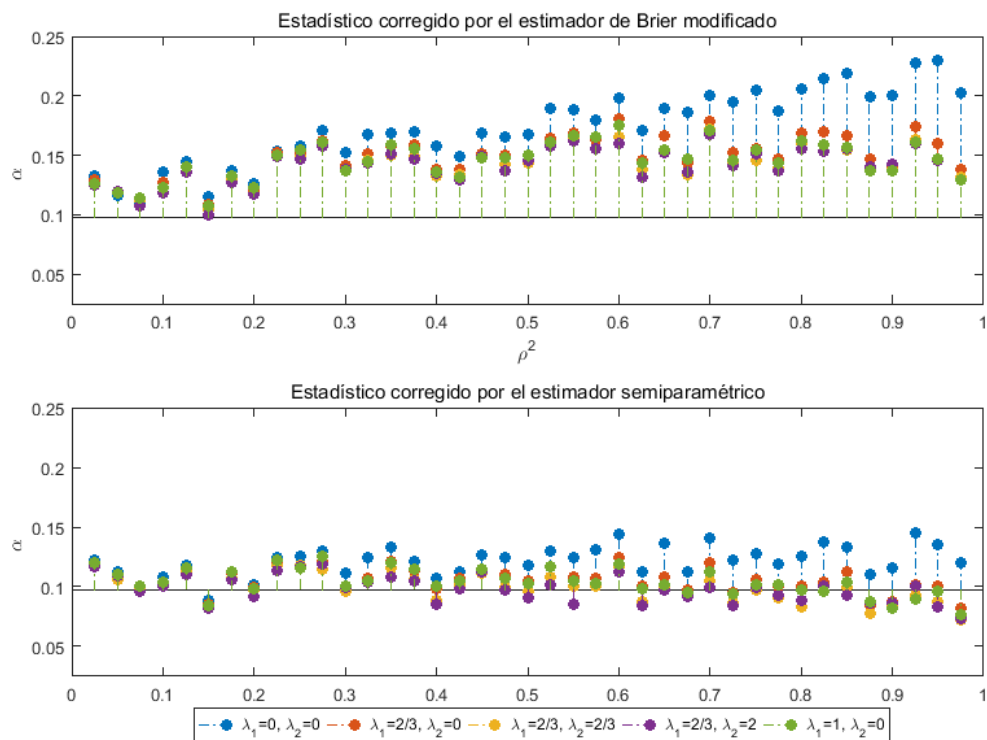 Estadístico corregido por el estimador de Brier modificado
0.25
0.2
0.15
0.1
0.05
α
0 0.1 0.2 0.3 0.4 0.5 0.6 0.7 0.8 0.9 1
ρ²
Estadístico corregido por el estimador semiparamétrico
0.25
0.2
0.15
0.1
0.05
α
0 0.1 0.2 0.3 0.4 0.5 0.6 0.7 0.8 0.9 1
λ₁=0, λ₂=0 λ₁=2/3, λ₂=0 λ₁=2/3, λ₂=2/3 λ₁=2/3, λ₂=2 λ₁=1, λ₂=0